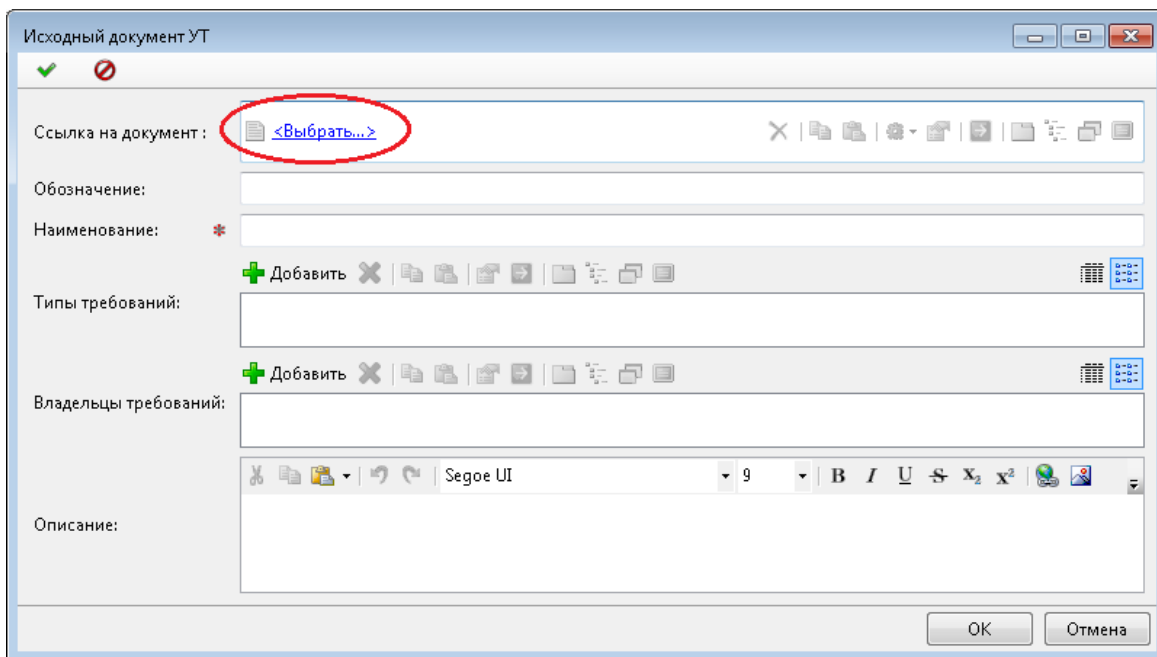 Исходный документ УТ
Ссылка на документ :
<Выбрать...>
Обозначение:
Наименование: *
Добавить
Типы требований:
Добавить
Владельцы требований:
Segoe UI 9 B I U S X₂ x²
Описание:
OK Отмена